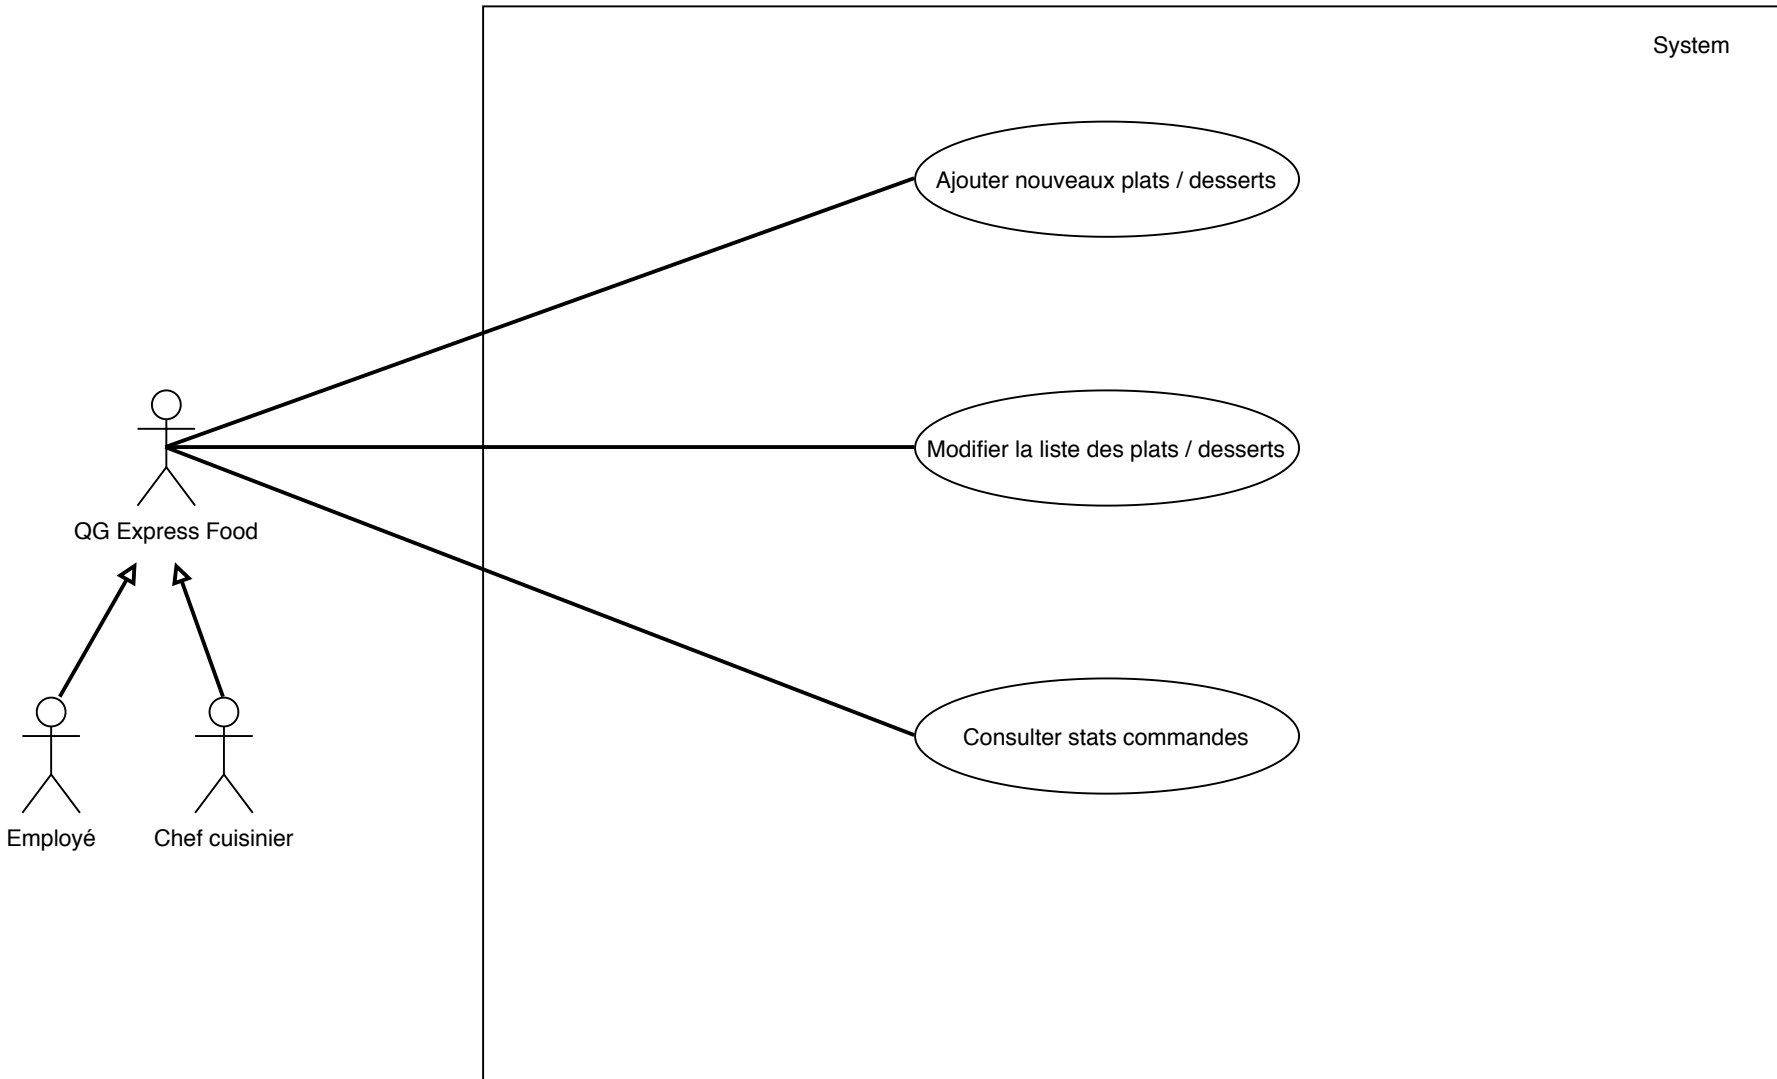 System
Ajouter nouveaux plats / desserts
Modifier la liste des plats / desserts
QG Express Food
Consulter stats commandes
Employé
Chef cuisinier